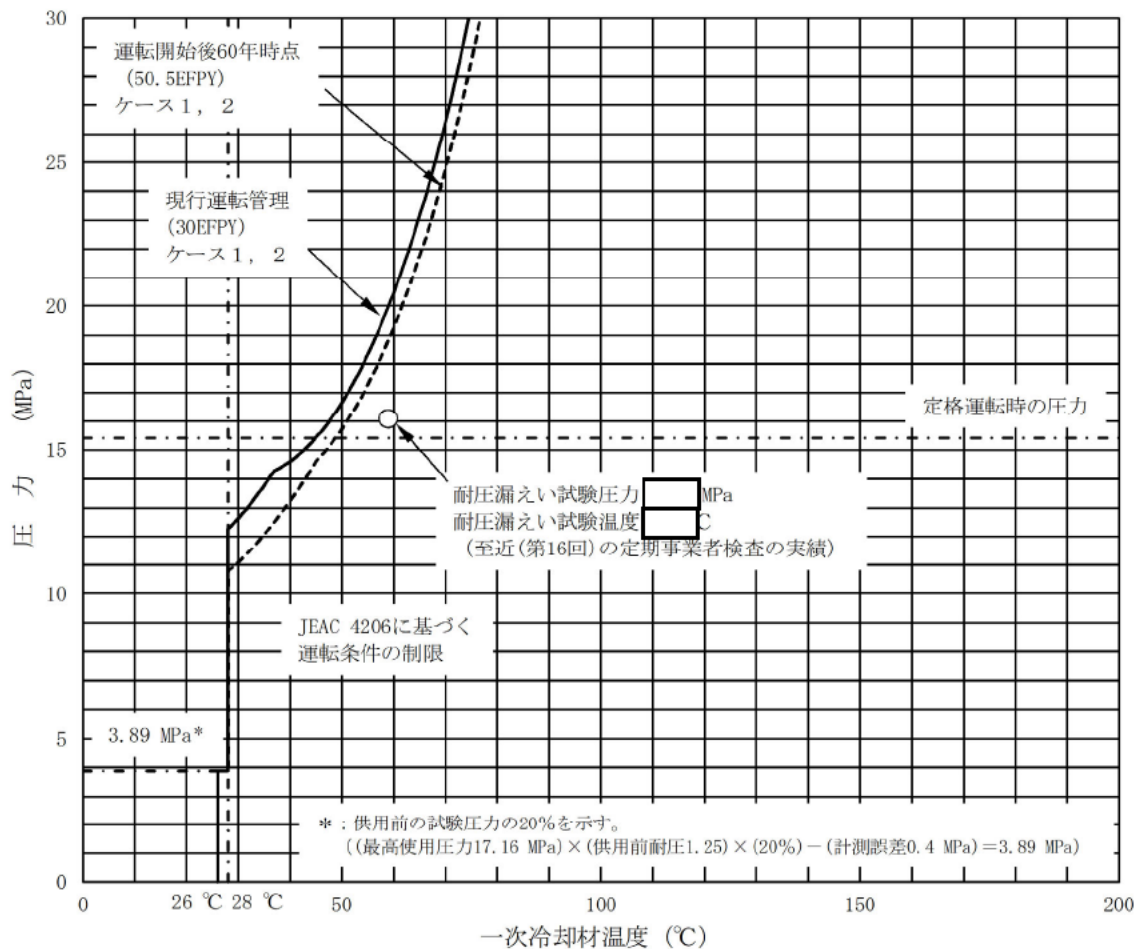 30
運転開始後60年時点
(50.5EFPY)
ケース1, 2
25
現行運転管理
(30EFPY)
ケース1, 2
20
圧 力 (MPa)
定格運転時の圧力
15
耐圧漏えい試験圧力 MPa
耐圧漏えい試験温度 ℃
(至近(第16回)の定期事業者検査の実績)
10
JEAC 4206に基づく
運転条件の制限
5
3.89 MPa*
*:供用前の試験圧力の20%を示す。
((最高使用圧力17.16 MPa)×(供用前耐圧1.25)×(20%)-(計測誤差0.4 MPa)=3.89 MPa)
0
0 26 ℃ 28 ℃ 50 100 150 200
一次冷却材温度 (℃)